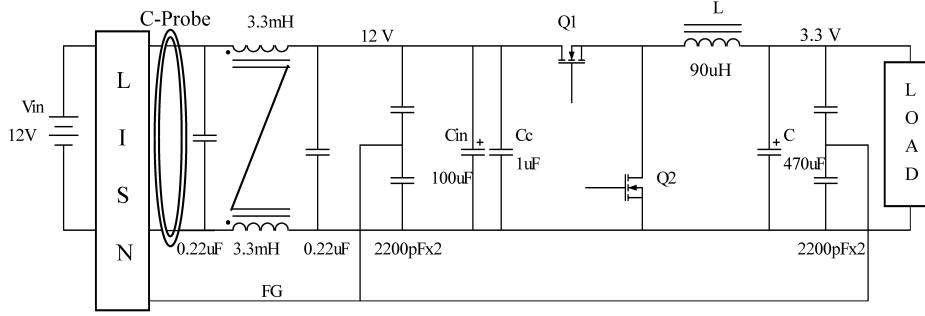 C-Probe
3.3mH
12 V
Q1
L
3.3 V
90uH
L
I
S
N
Vin
12V
Cin
100uF
Cc
1uF
Q2
C
470uF
L
O
A
D
0.22uF
3.3mH
0.22uF
2200pFx2
2200pFx2
FG